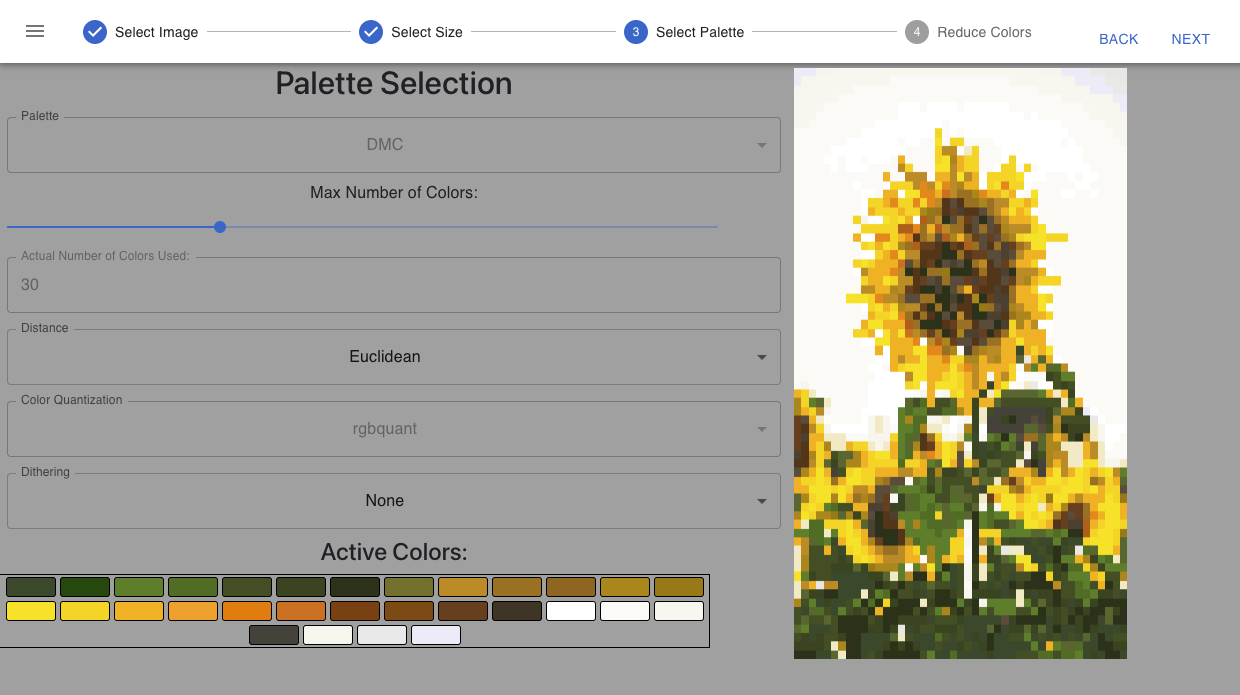 Select Image
Select Size
3
Select Palette
4
Reduce Colors
BACK
NEXT
Palette Selection
Palette
DMC
Max Number of Colors:
Actual Number of Colors Used:
30
Distance
Euclidean
Color Quantization
rgbquant
Dithering
None
Active Colors: